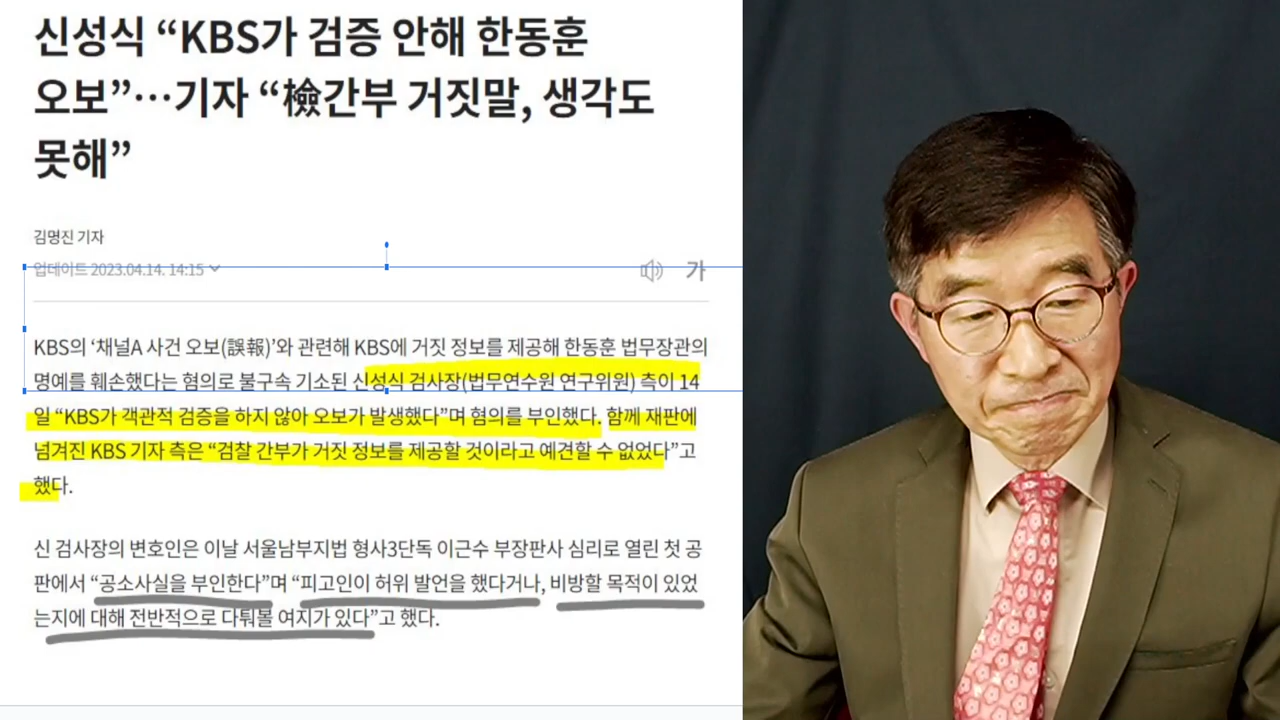 신성식 “KBS가 검증 안해 한동훈
오보”…기자 “檢간부 거짓말, 생각도
못해”
김명진 기자
업데이트 2023.04.14. 14:15
가
KBS의 ‘채널A 사건 오보(誤報)’와 관련해 KBS에 거짓 정보를 제공해 한동훈 법무장관의
명예를 훼손했다는 혐의로 불구속 기소된 신성식 검사장(법무연수원 연구위원) 측이 14
일 “KBS가 객관적 검증을 하지 않아 오보가 발생했다”며 혐의를 부인했다. 함께 재판에
넘겨진 KBS 기자 측은 “검찰 간부가 거짓 정보를 제공할 것이라고 예견할 수 없었다”고
했다.
신 검사장의 변호인은 이날 서울남부지법 형사3단독 이근수 부장판사 심리로 열린 첫 공
판에서 “공소사실을 부인한다”며 “피고인이 허위 발언을 했다거나, 비방할 목적이 있었
는지에 대해 전반적으로 다퉈볼 여지가 있다”고 했다.